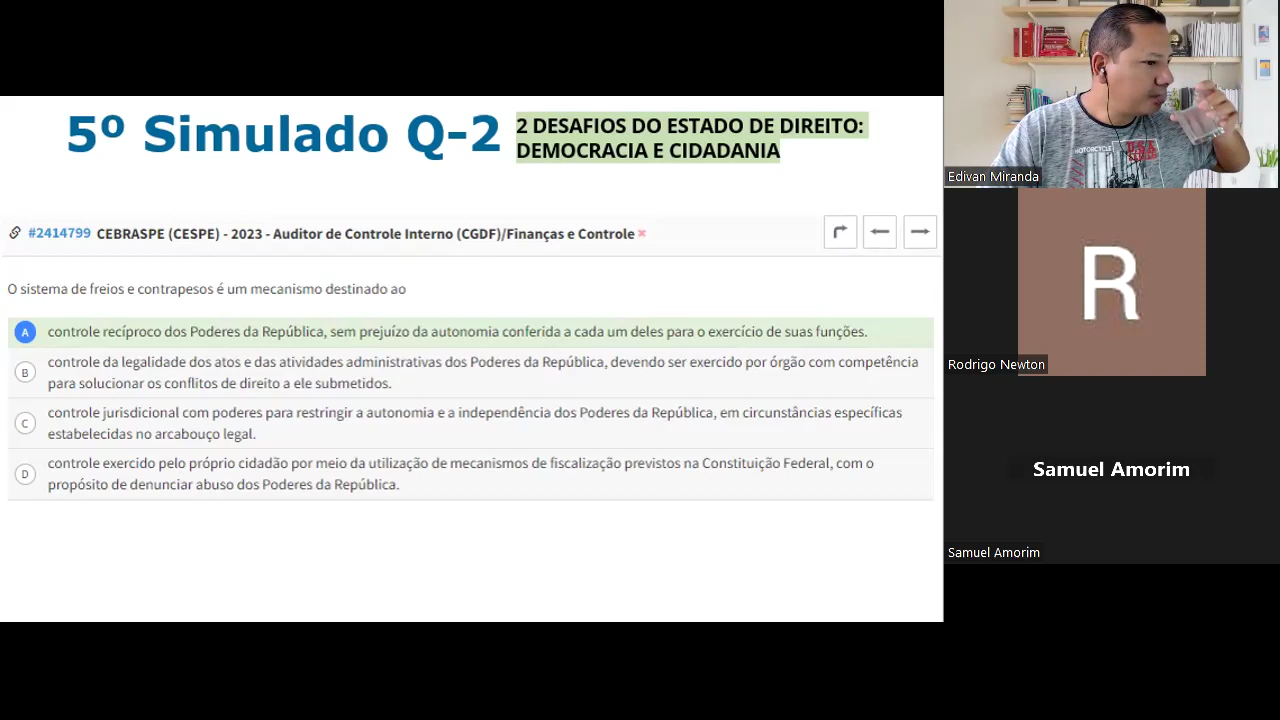 5º Simulado Q-2
2 DESAFIOS DO ESTADO DE DIREITO:
DEMOCRACIA E CIDADANIA
#2414799 CEBRASPE (CESPE) - 2023 - Auditor de Controle Interno (CGDF)/Finanças e Controle
O sistema de freios e contrapesos é um mecanismo destinado ao
A controle recíproco dos Poderes da República, sem prejuízo da autonomia conferida a cada um deles para o exercício de suas funções.
B controle da legalidade dos atos e das atividades administrativas dos Poderes da República, devendo ser exercido por órgão com competência
para solucionar os conflitos de direito a ele submetidos.
C controle jurisdicional com poderes para restringir a autonomia e a independência dos Poderes da República, em circunstâncias específicas
estabelecidas no arcabouço legal.
D controle exercido pelo próprio cidadão por meio da utilização de mecanismos de fiscalização previstos na Constituição Federal, com o
propósito de denunciar abuso dos Poderes da República.
MOTORCYCLE
U.S.A
Edivan Miranda
R
Rodrigo Newton
Samuel Amorim
Samuel Amorim